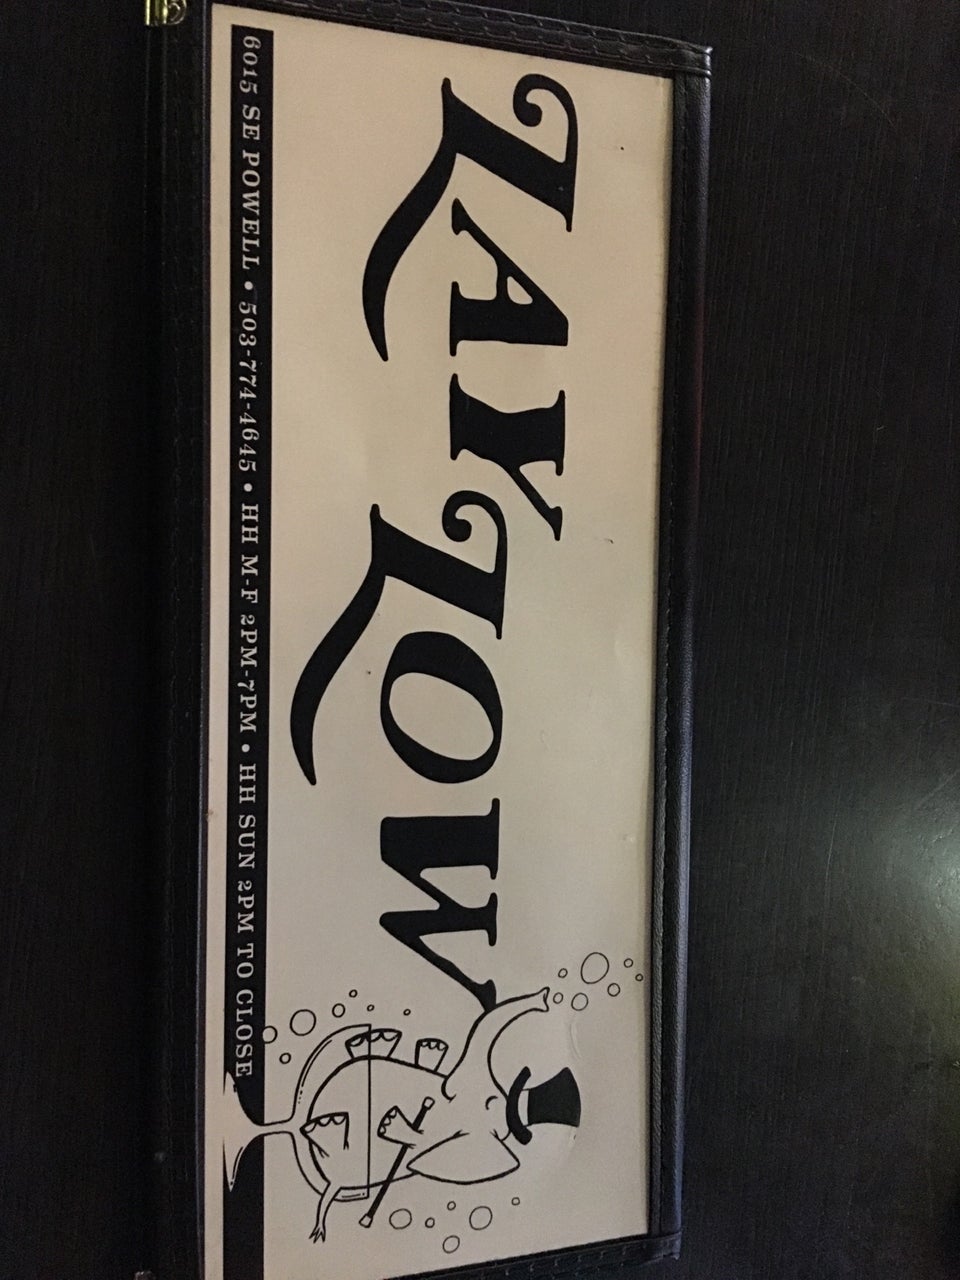 LAY LOW
6015 SE POWELL • 503-774-4645 • HH M-F 2PM-7PM • HH SUN 2PM TO CLOSE